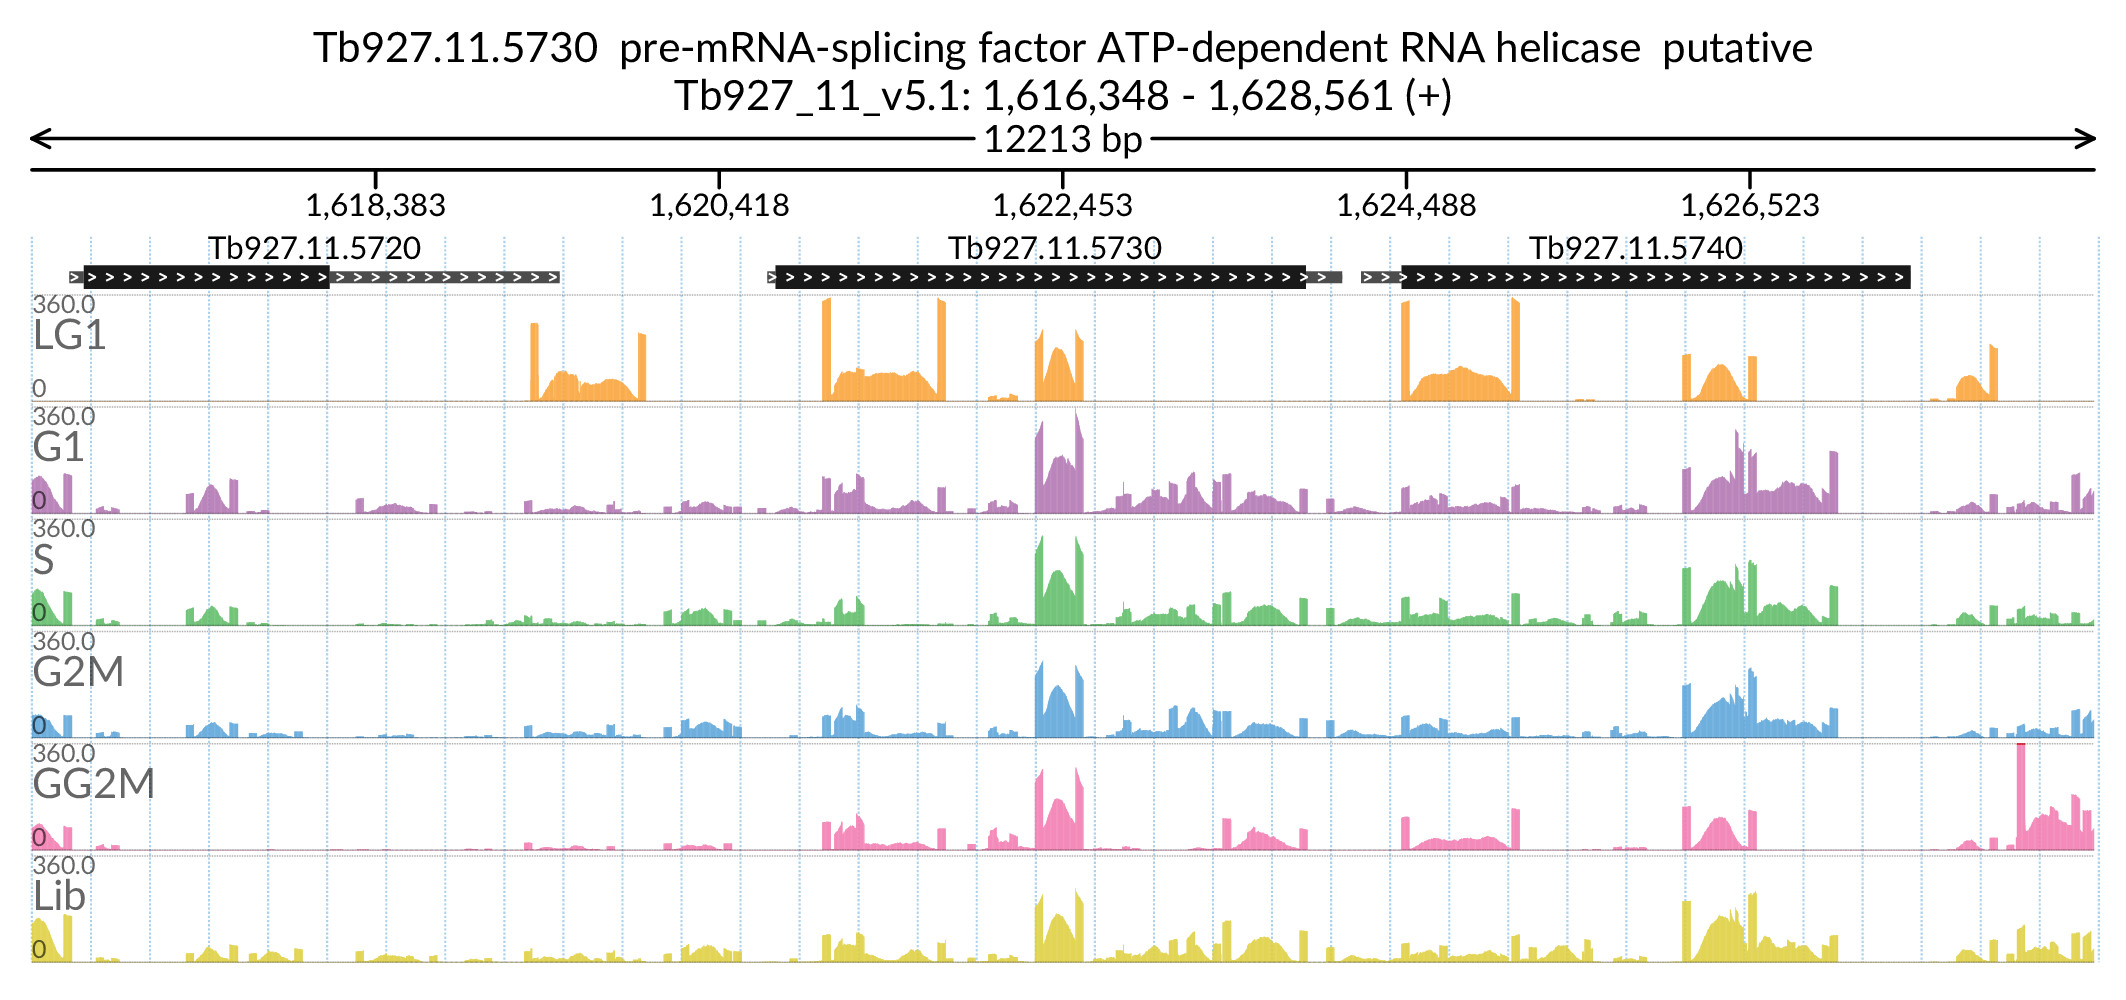 Tb927.11.5730  pre-mRNA-splicing factor ATP-dependent RNA helicase  putative
Tb927_11_v5.1: 1,616,348 - 1,628,561 (+)
12213 bp
1,618,383 1,620,418 1,622,453 1,624,488 1,626,523
Tb927.11.5720 Tb927.11.5730 Tb927.11.5740
360.0
LG1
0
360.0
G1
0
360.0
S
0
360.0
G2M
0
360.0
GG2M
0
360.0
Lib
0